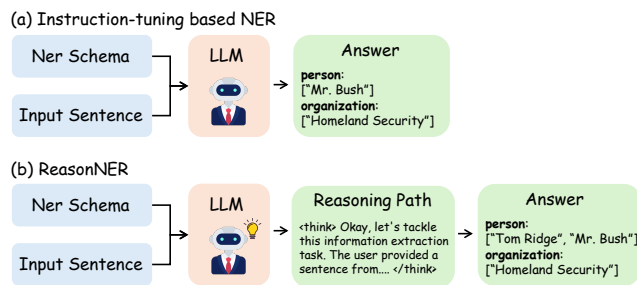 (a) Instruction-tuning based NER
Ner Schema
Input Sentence
LLM
Answer
person:
["Mr. Bush"]
organization:
["Homeland Security"]
(b) ReasonNER
Ner Schema
Input Sentence
LLM
Reasoning Path
<think> Okay, let's tackle
this information extraction
task. The user provided a
sentence from.... </think>
Answer
person:
["Tom Ridge", "Mr. Bush"]
organization:
["Homeland Security"]